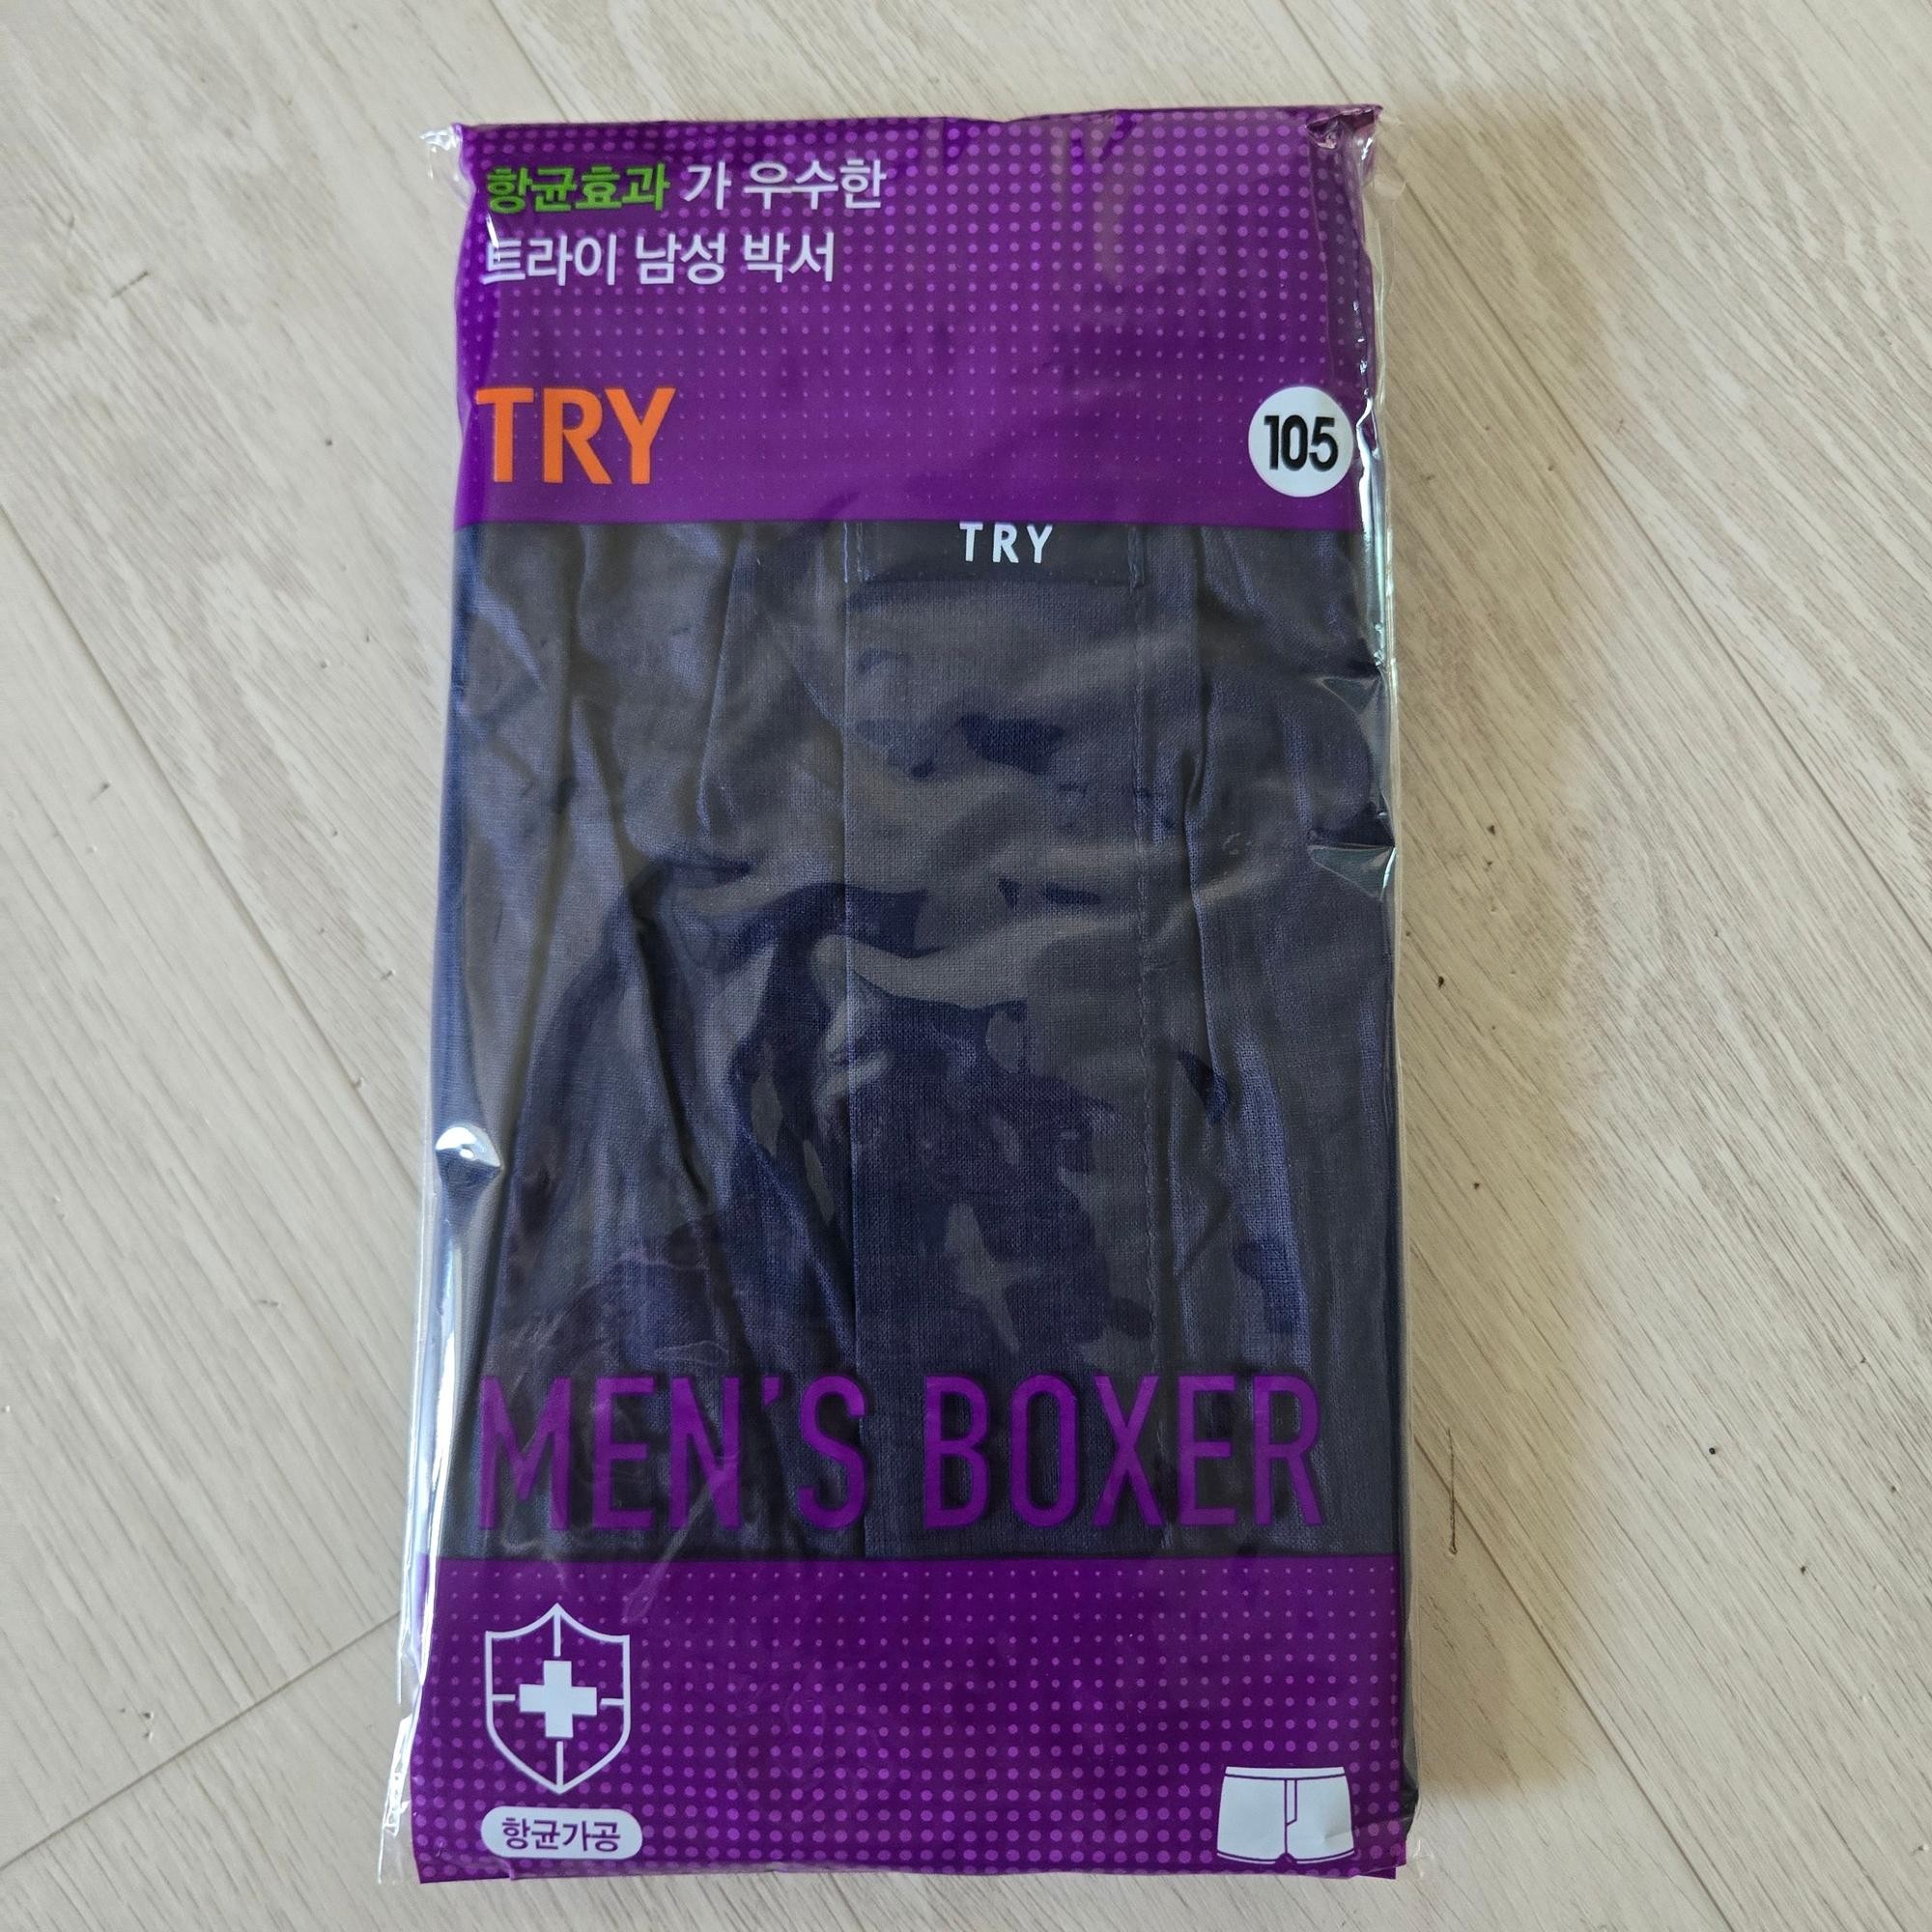 항균효과 가 우수한
트라이 남성 박서
TRY
105
TRY
MEN'S BOXER
항균가공